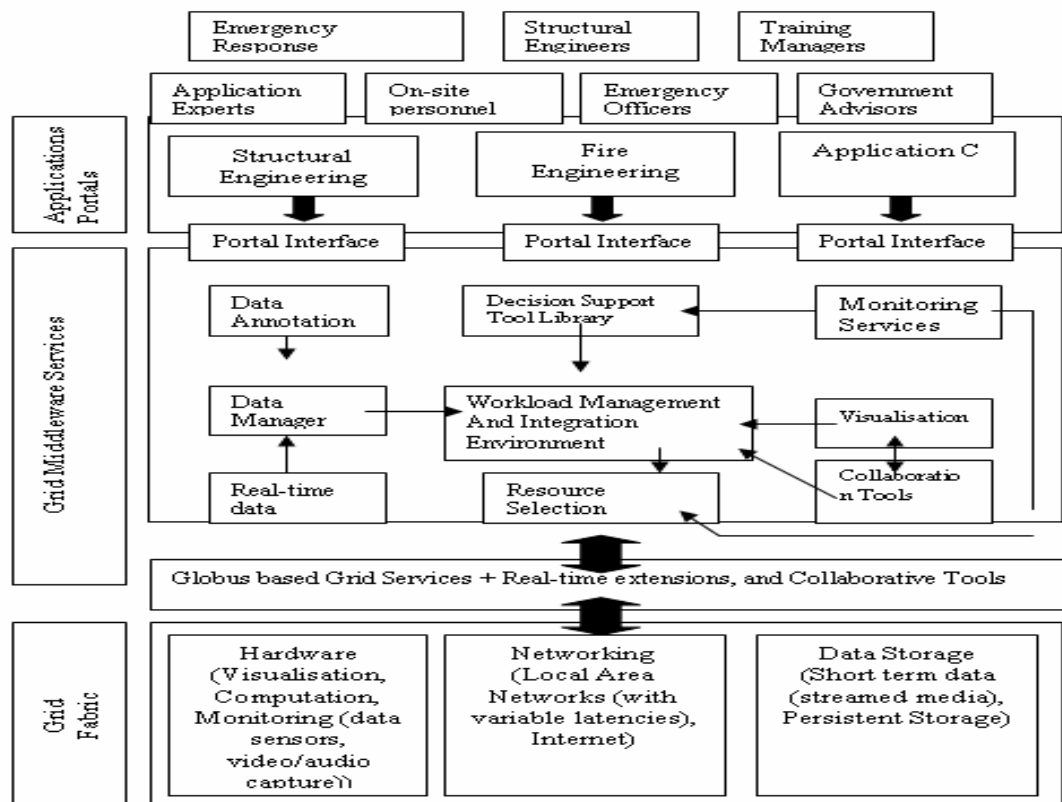 Emergency
Response
Structural
Engineers
Training
Managers
Application
Experts
On-site
personnel
Emergency
Officers
Government
Advisors
Applications
Portals
Structural
Engineering
Fire
Engineering
Application C
Portal Interface
Portal Interface
Portal Interface
Grid Middleware Services
Data
Annotation
Decision Support
Tool Library
Monitoring
Services
Data
Manager
Workload Management
And Integration
Environment
Visualisation
Real-time
data
Resource
Selection
Collaboratio
n Tools
Globus based Grid Services + Real-time extensions, and Collaborative Tools
Grid
Fabric
Hardware
(Visualisation,
Computation,
Monitoring (data
sensors,
video/audio
capture))
Networking
(Local Area
Networks (with
variable latencies),
Internet)
Data Storage
(Short term data
(streamed media),
Persistent Storage)